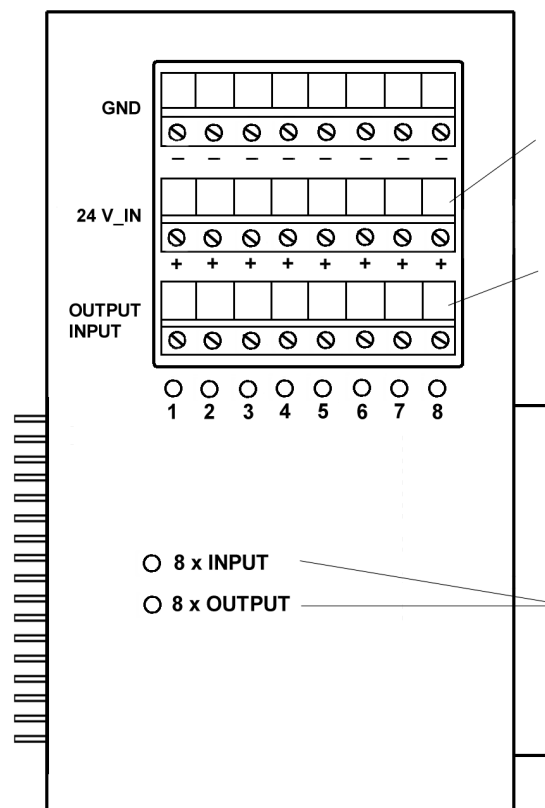 GND
– – – – – – – –
24 V_IN
+ + + + + + + +
OUTPUT
INPUT
1 2 3 4 5 6 7 8
8 x INPUT
8 x OUTPUT